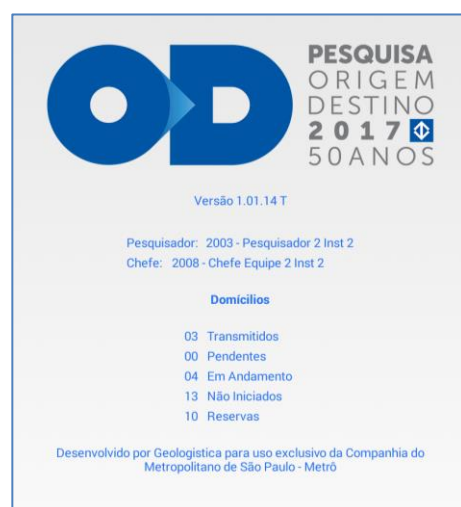 OD
PESQUISA
ORIGEM
DESTINO
2017
50 ANOS
Versão 1.01.14 T
Pesquisador: 2003 - Pesquisador 2 Inst 2
Chefe: 2008 - Chefe Equipe 2 Inst 2
Domícilios
03 Transmitidos
00 Pendentes
04 Em Andamento
13 Não Iniciados
10 Reservas
Desenvolvido por Geologistica para uso exclusivo da Companhia do
Metropolitano de São Paulo - Metrô